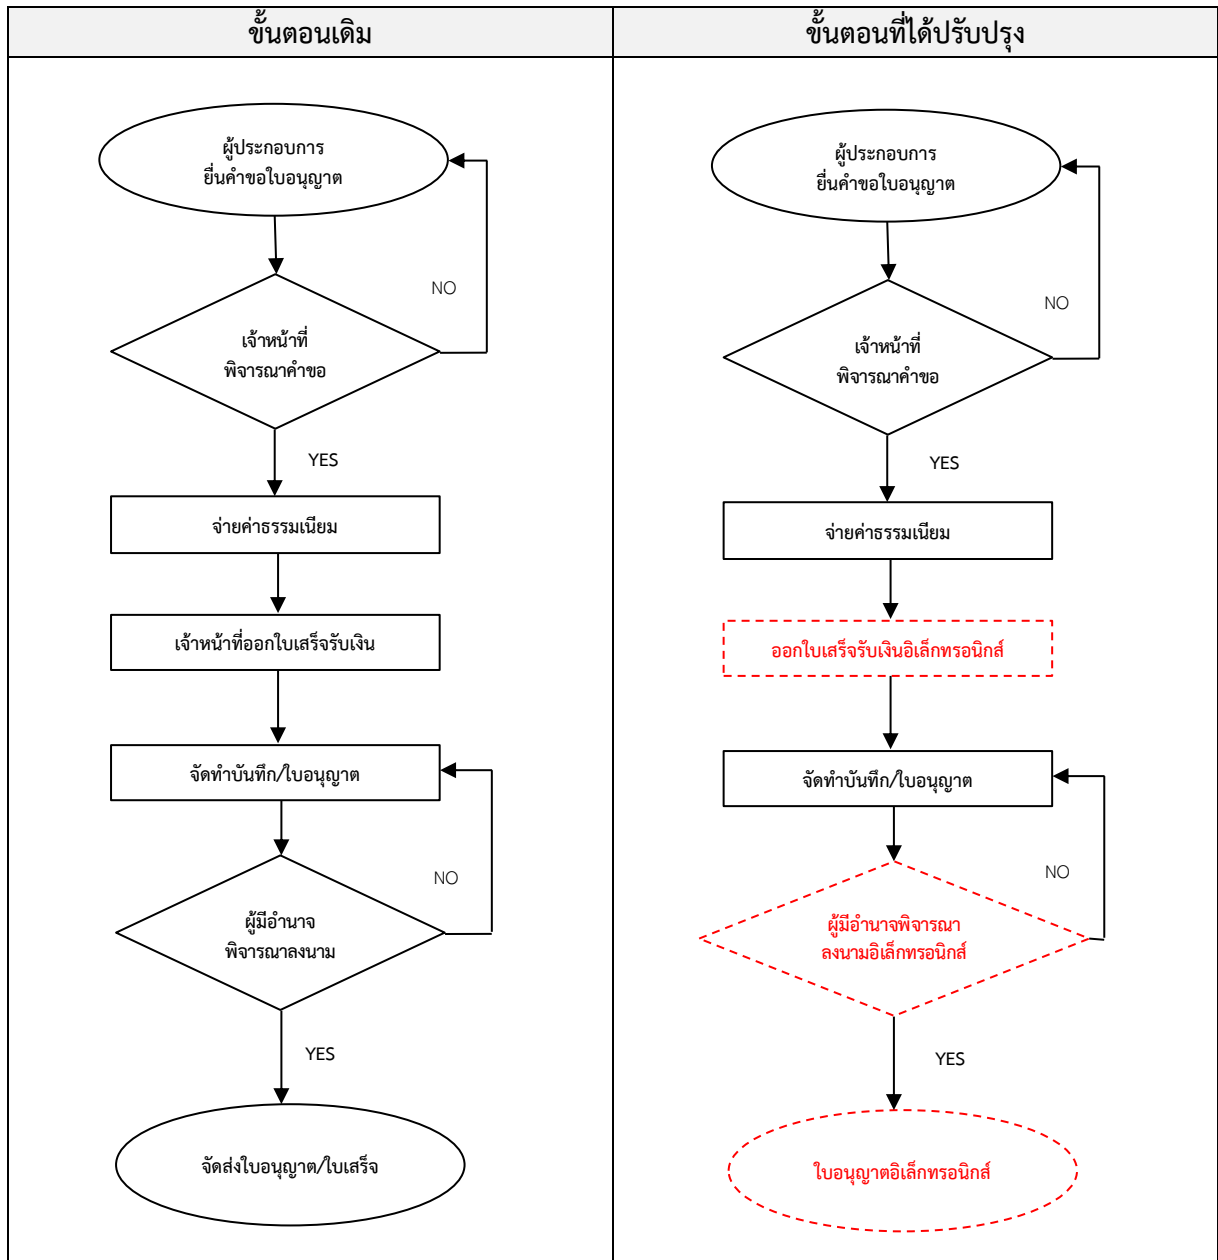 ขั้นตอนเดิม
ขั้นตอนที่ได้ปรับปรุง
ผู้ประกอบการ
ยื่นคำขอใบอนุญาต
NO
เจ้าหน้าที่
พิจารณาคำขอ
YES
จ่ายค่าธรรมเนียม
เจ้าหน้าที่ออกใบเสร็จรับเงิน
จัดทำบันทึก/ใบอนุญาต
NO
ผู้มีอำนาจ
พิจารณาลงนาม
YES
จัดส่งใบอนุญาต/ใบเสร็จ
ผู้ประกอบการ
ยื่นคำขอใบอนุญาต
NO
เจ้าหน้าที่
พิจารณาคำขอ
YES
จ่ายค่าธรรมเนียม
ออกใบเสร็จรับเงินอิเล็กทรอนิกส์
จัดทำบันทึก/ใบอนุญาต
NO
ผู้มีอำนาจพิจารณา
ลงนามอิเล็กทรอนิกส์
YES
ใบอนุญาตอิเล็กทรอนิกส์